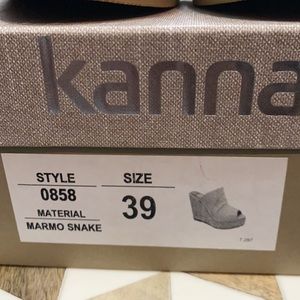 kanna
STYLE
0858
MATERIAL
MARMO SNAKE
SIZE
39